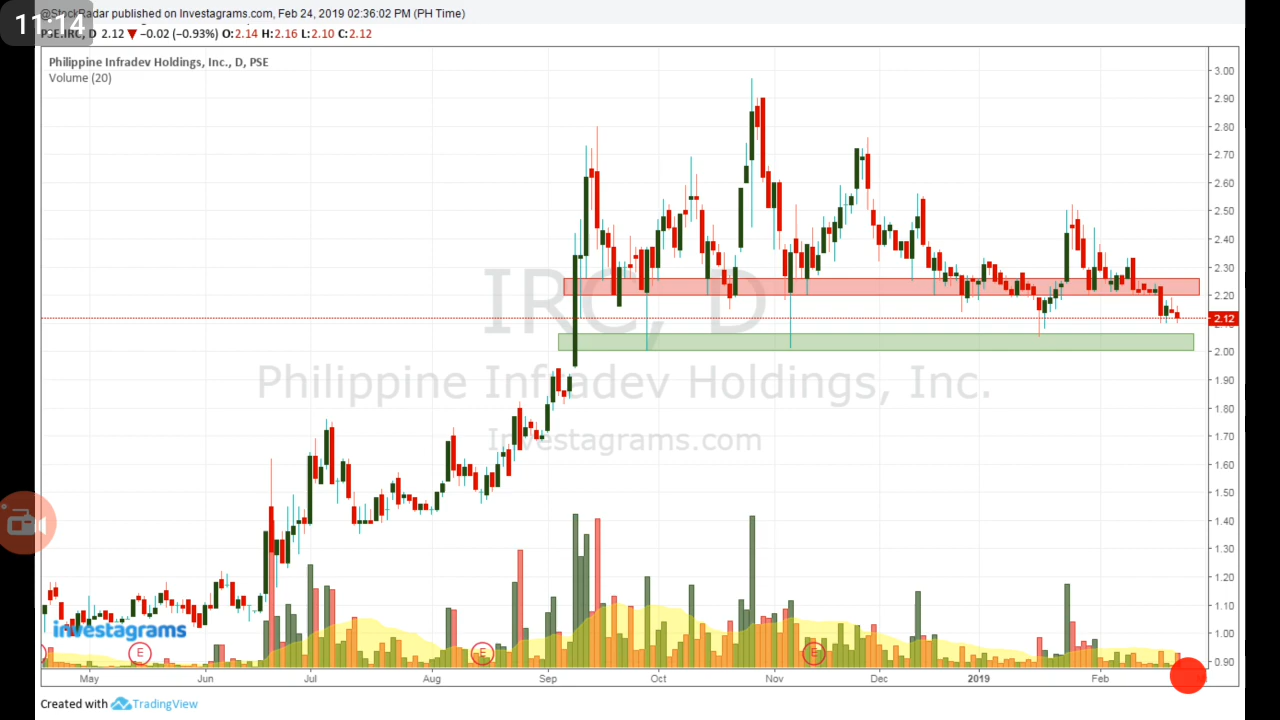 11:14
@StockRadar published on Investagrams.com, Feb 24, 2019 02:36:02 PM (PH Time)
PSE:IRC, D 2.12 ▼ −0.02 (−0.93%) O:2.14 H:2.16 L:2.10 C:2.12
Philippine Infradev Holdings, Inc., D, PSE
Volume (20)
3.00
2.90
2.80
2.70
2.60
2.50
2.40
2.30
2.20
2.12
2.00
1.90
1.80
1.70
1.60
1.50
1.40
1.30
1.20
1.10
1.00
0.90
IRC, D
Philippine Infradev Holdings, Inc.
Investagrams.com
investagrams
E E E
May Jun Jul Aug Sep Oct Nov Dec 2019 Feb
Created with TradingView